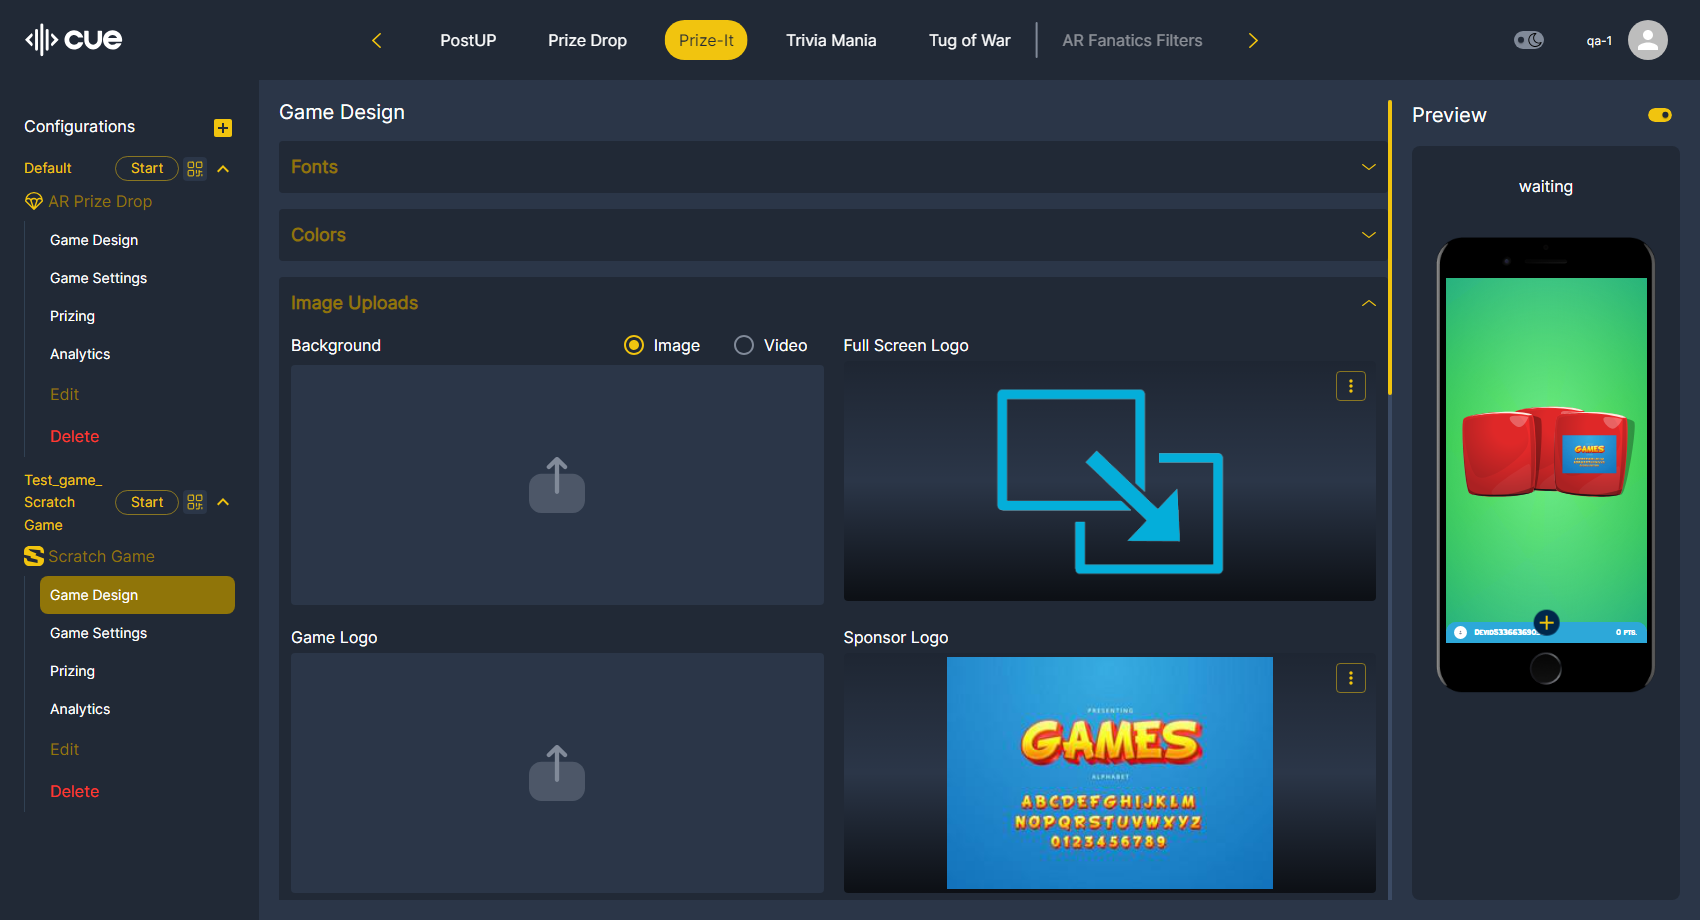 cue
PostUP
Prize Drop
Prize-It
Trivia Mania
Tug of War
AR Fanatics Filters
qa-1
Configurations
Default
Start
AR Prize Drop
Game Design
Game Settings
Prizing
Analytics
Edit
Delete
Test_game_
Scratch
Game
Start
Scratch Game
Game Design
Game Settings
Prizing
Analytics
Edit
Delete
Game Design
Fonts
Colors
Image Uploads
Background
Image
Video
Full Screen Logo
Game Logo
Sponsor Logo
PRESENTING
GAMES
ALPHABET
ABCDEFGHIJKLM
NOPQRSTUVWXYZ
0123456789
Preview
waiting
GAMES
0 PTS.